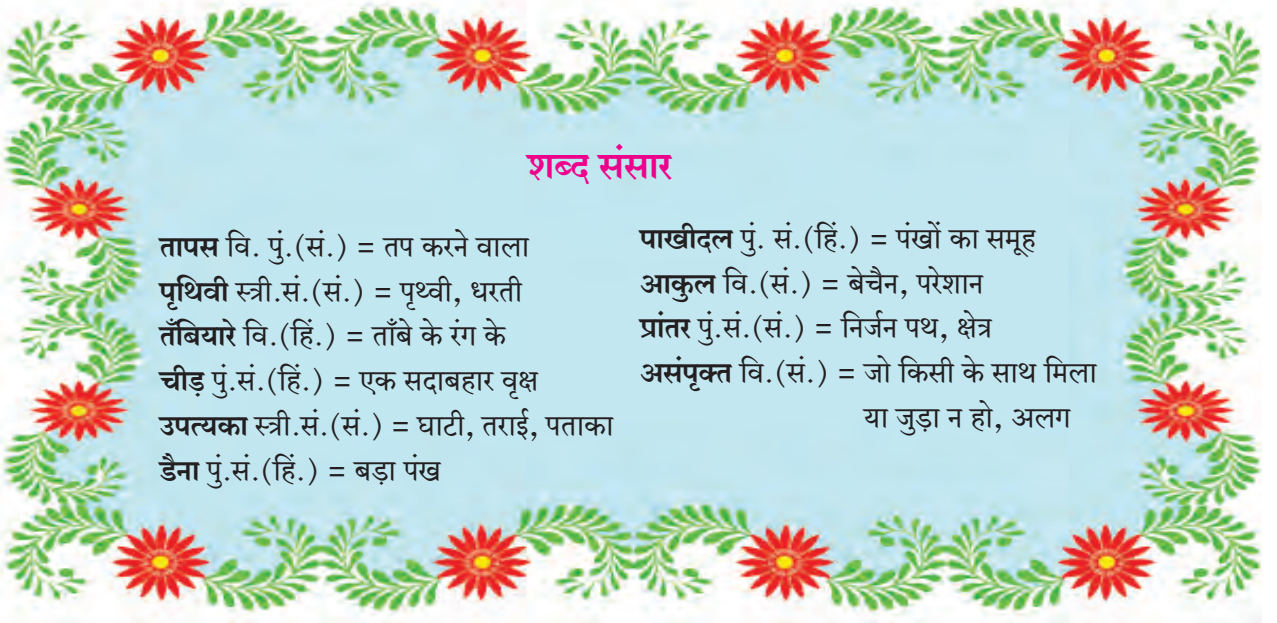 शब्द संसार
तापस वि. पुं.(सं.) = तप करने वाला
पृथिवी स्त्री.सं.(सं.) = पृथ्वी, धरती
तँबियारे वि.(हिं.) = ताँबे के रंग के
चीड़ पुं.सं.(हिं.) = एक सदाबहार वृक्ष
उपत्यका स्त्री.सं.(सं.) = घाटी, तराई, पताका
डैना पुं.सं.(हिं.) = बड़ा पंख
पाखीदल पुं. सं.(हिं.) = पंखों का समूह
आकुल वि.(सं.) = बेचैन, परेशान
प्रांतर पुं.सं.(सं.) = निर्जन पथ, क्षेत्र
असंपृक्त वि.(सं.) = जो किसी के साथ मिला
या जुड़ा न हो, अलग